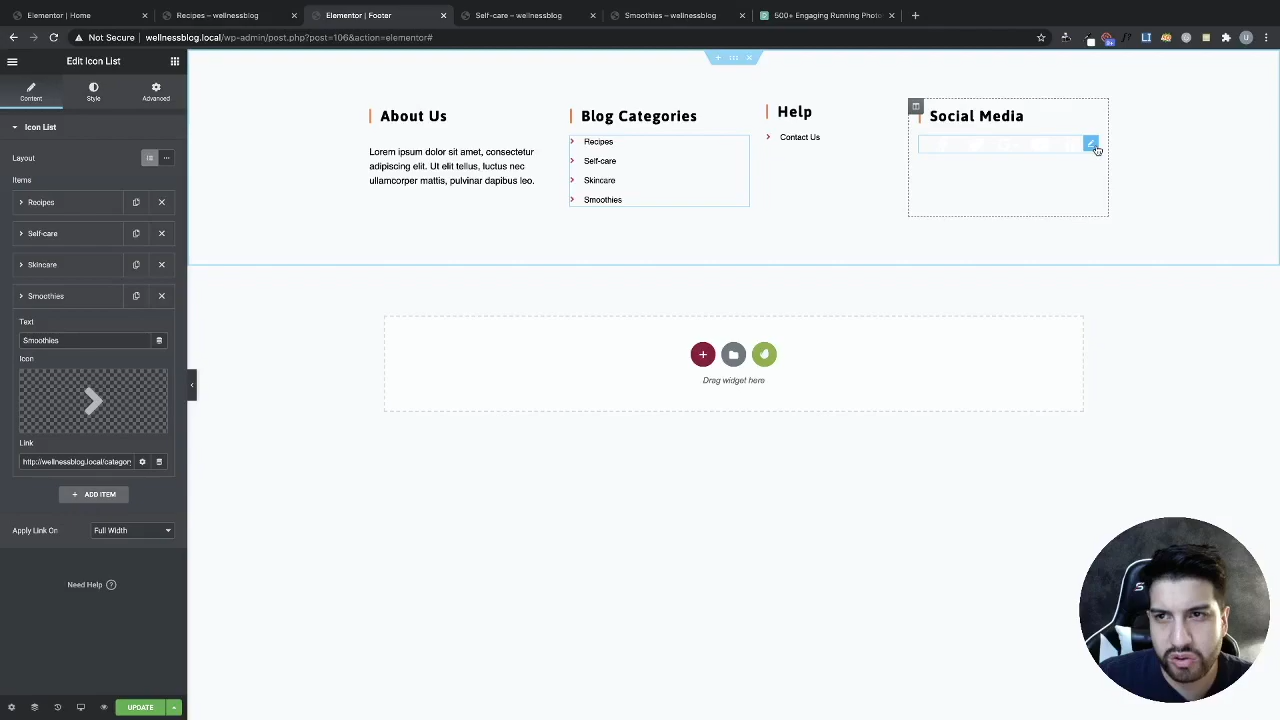 Elementor | Home
Recipes – wellnessblog
Elementor | Footer
Self-care – wellnessblog
Smoothies – wellnessblog
500+ Engaging Running Photo
Not Secure
wellnessblog.local/wp-admin/post.php?post=106&action=elementor#
Edit Icon List
Content
Style
Advanced
Icon List
Layout
Items
Recipes
Self-care
Skincare
Smoothies
Text
Smoothies
Icon
Link
http://wellnessblog.local/category
ADD ITEM
Apply Link On
Full Width
Need Help
UPDATE
About Us
Lorem ipsum dolor sit amet, consectetur
adipiscing elit. Ut elit tellus, luctus nec
ullamcorper mattis, pulvinar dapibus leo.
Blog Categories
Recipes
Self-care
Skincare
Smoothies
Help
Contact Us
Social Media
Drag widget here